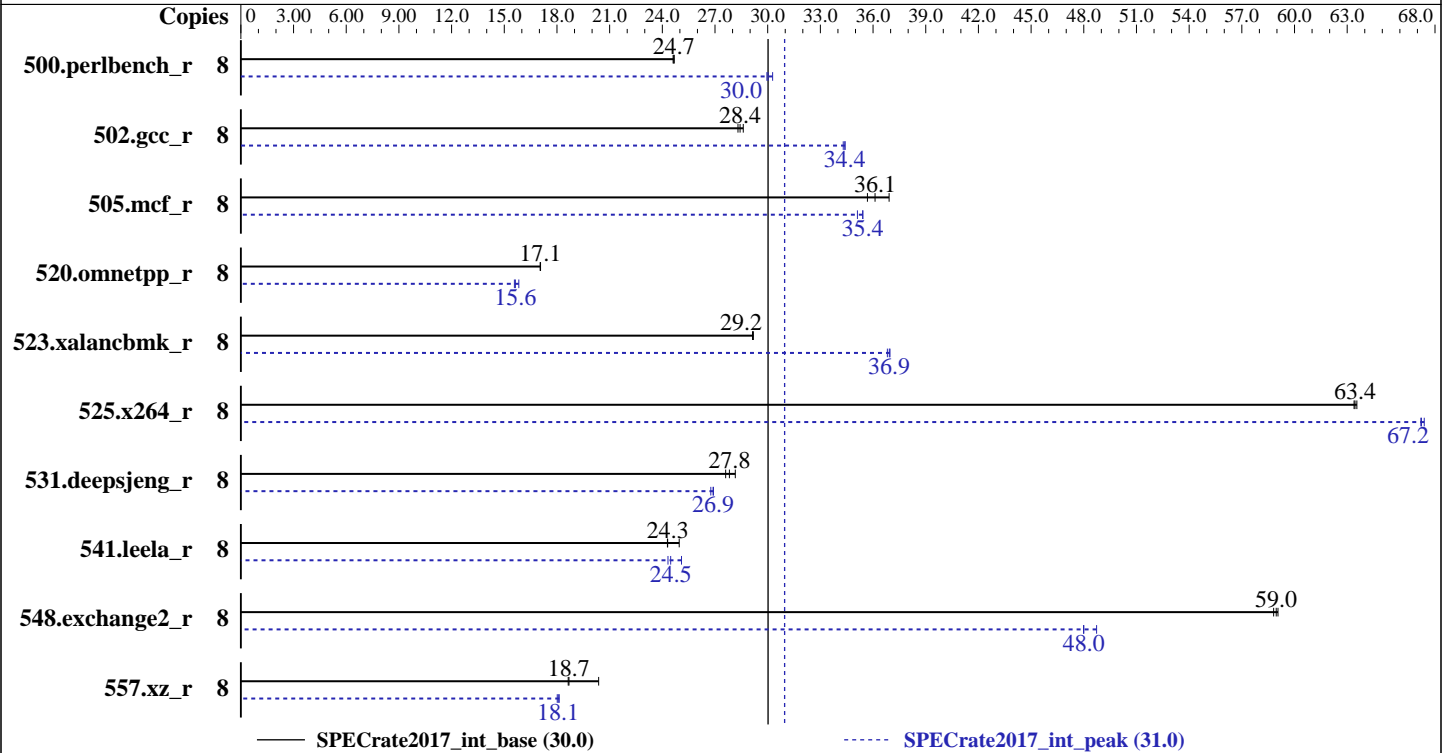 Copies 0 3.00 6.00 9.00 12.0 15.0 18.0 21.0 24.0 27.0 30.0 33.0 36.0 39.0 42.0 45.0 48.0 51.0 54.0 57.0 60.0 63.0 68.0
24.7
500.perlbench_r 8
30.0
28.4
502.gcc_r 8
34.4
36.1
505.mcf_r 8
35.4
17.1
520.omnetpp_r 8
15.6
29.2
523.xalancbmk_r 8
36.9
63.4
525.x264_r 8
67.2
27.8
531.deepsjeng_r 8
26.9
24.3
541.leela_r 8
24.5
59.0
548.exchange2_r 8
48.0
18.7
557.xz_r 8
18.1
SPECrate2017_int_base (30.0) SPECrate2017_int_peak (31.0)